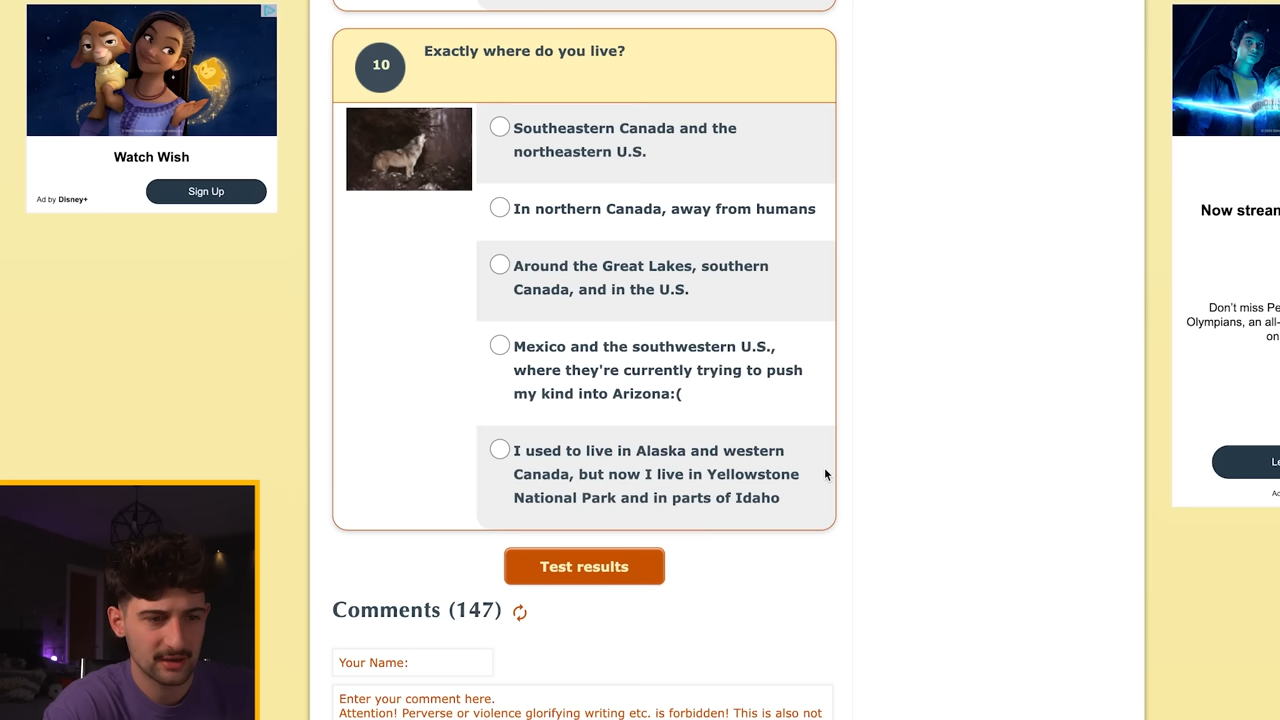 10
Exactly where do you live?
Southeastern Canada and the
northeastern U.S.
In northern Canada, away from humans
Around the Great Lakes, southern
Canada, and in the U.S.
Mexico and the southwestern U.S.,
where they're currently trying to push
my kind into Arizona:(
I used to live in Alaska and western
Canada, but now I live in Yellowstone
National Park and in parts of Idaho
Test results
Comments (147)
Your Name:
Enter your comment here.
Attention! Perverse or violence glorifying writing etc. is forbidden! This is also not
Watch Wish
Sign Up
Ad by Disney+
Now stream
Don't miss Pe
Olympians, an all-
on
Le
Ad